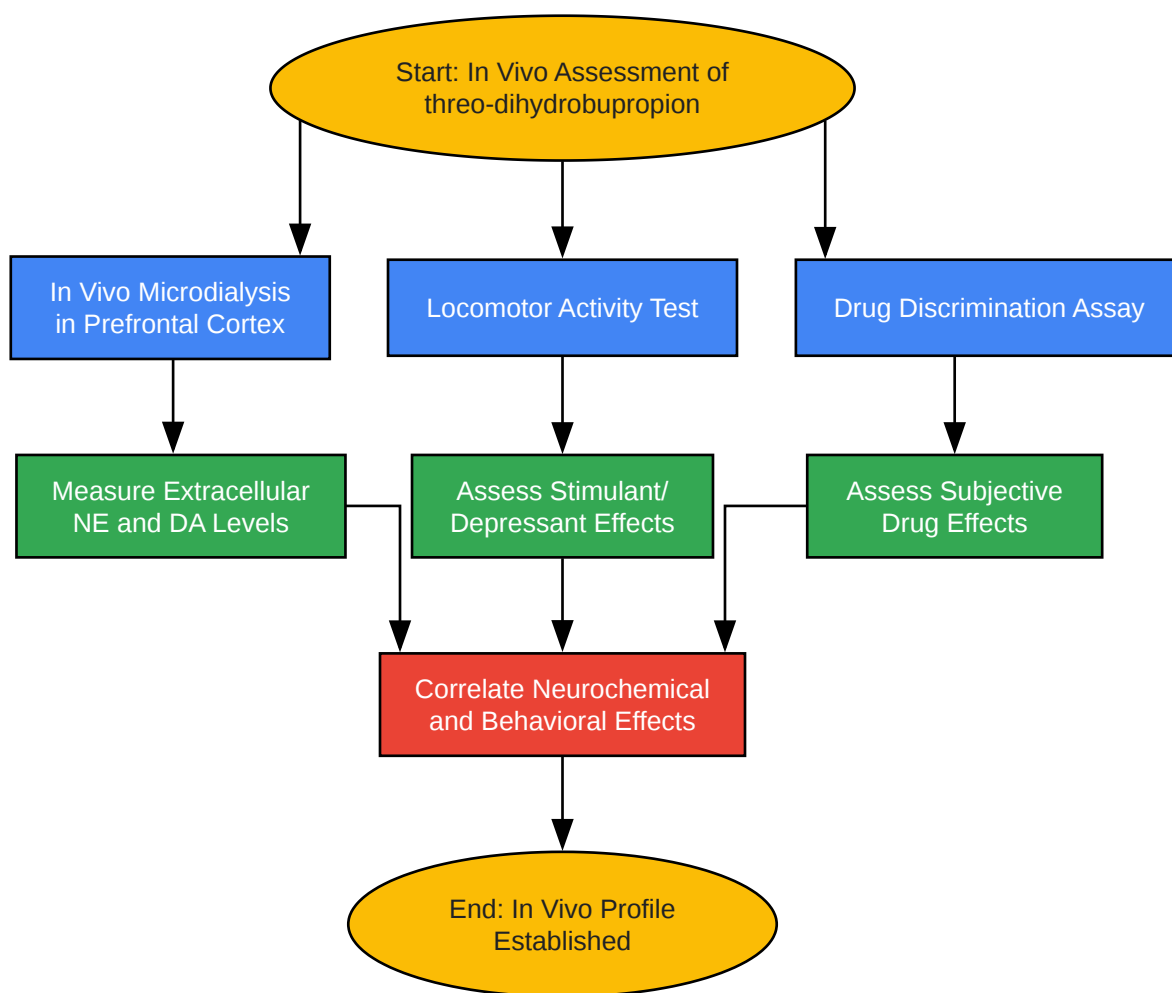 Start: In Vivo Assessment of
threo-dihydrobupropion
In Vivo Microdialysis
in Prefrontal Cortex
Locomotor Activity Test
Drug Discrimination Assay
Measure Extracellular
NE and DA Levels
Assess Stimulant/
Depressant Effects
Assess Subjective
Drug Effects
Correlate Neurochemical
and Behavioral Effects
End: In Vivo Profile
Established